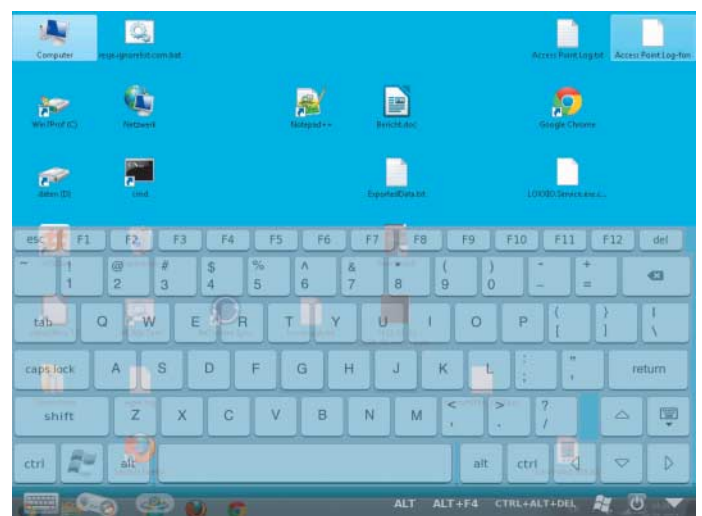 Computer
Access Point Log.txt
Access Point Log-fun
Win7Prof (C)
Netzwerk
Notepad++
Bericht.doc
Google Chrome
daten (D)
cmd
ExportedData.txt
esc F1 F2 F3 F4 F5 F6 F7 F8 F9 F10 F11 F12 del
~ ! @ # $ % ^ & * ( ) - + 
1 2 3 4 5 6 7 8 9 0 - =
tab Q W E R T Y U I O P { [ } ] | \
caps lock A S D F G H J K L : ; " ' return
shift Z X C V B N M < , > . ? /
ctrl alt alt ctrl
ALT ALT+F4 CTRL+ALT+DEL